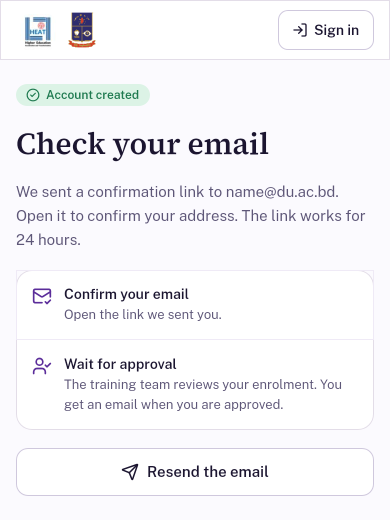 HEAT
Sign in
Account created
Check your email
We sent a confirmation link to name@du.ac.bd.
Open it to confirm your address. The link works for
24 hours.
Confirm your email
Open the link we sent you.
Wait for approval
The training team reviews your enrolment. You
get an email when you are approved.
Resend the email